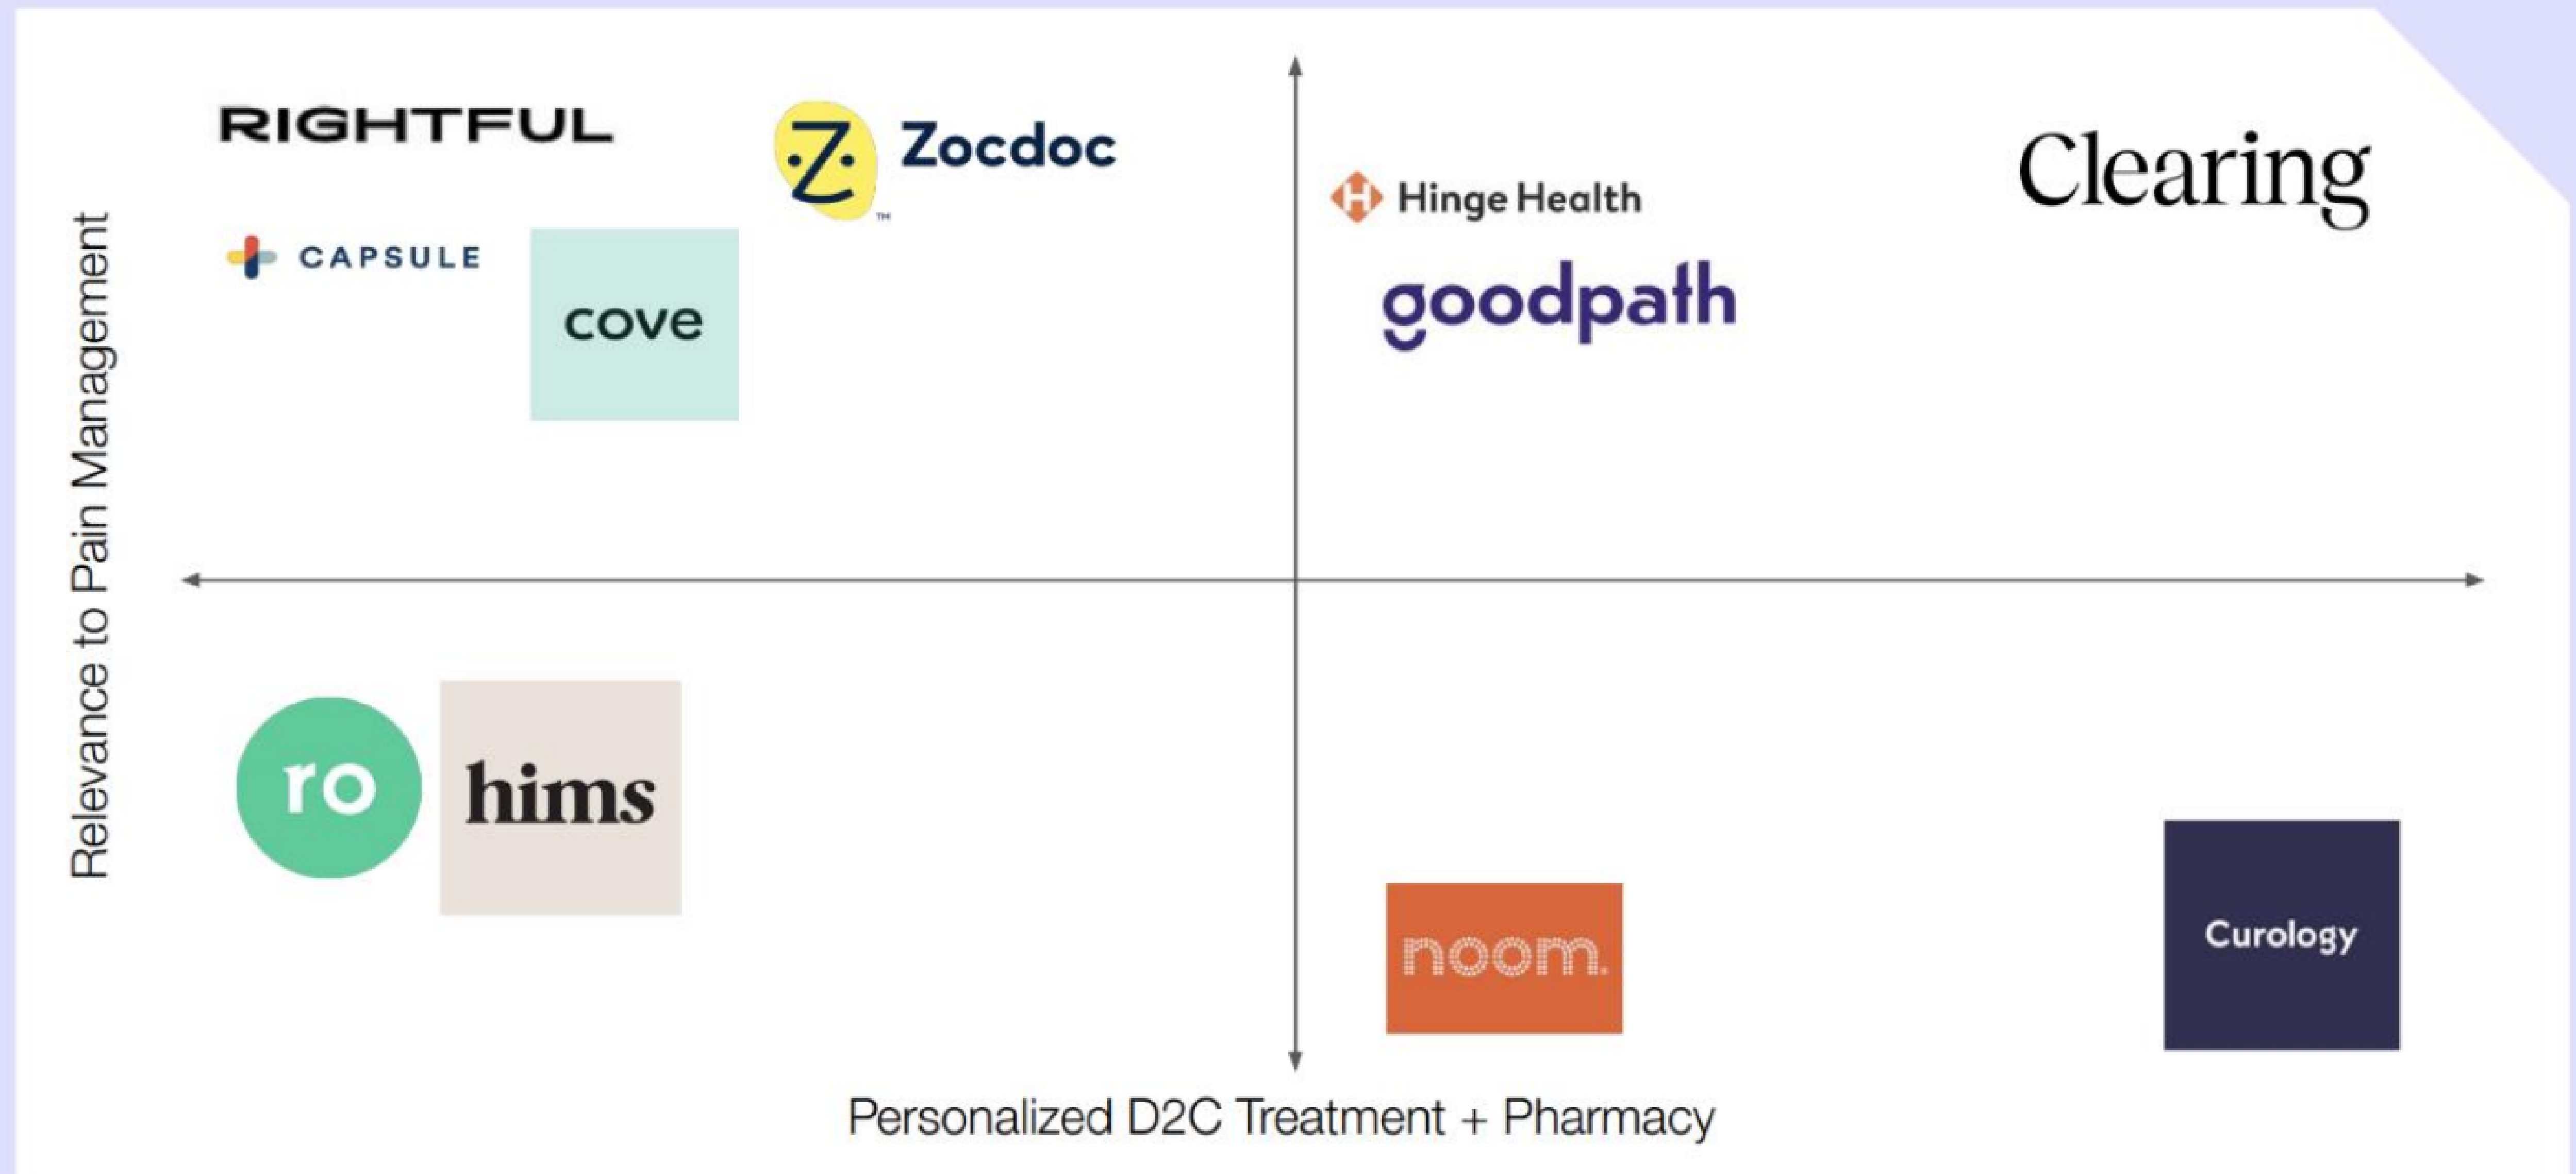 RIGHTFUL
Z
™
Zocdoc
Clearing
H
Hinge Health
CAPSULE
cove
goodpath
Relevance to Pain Management
ro
hims
noom.
Curology
Personalized D2C Treatment + Pharmacy